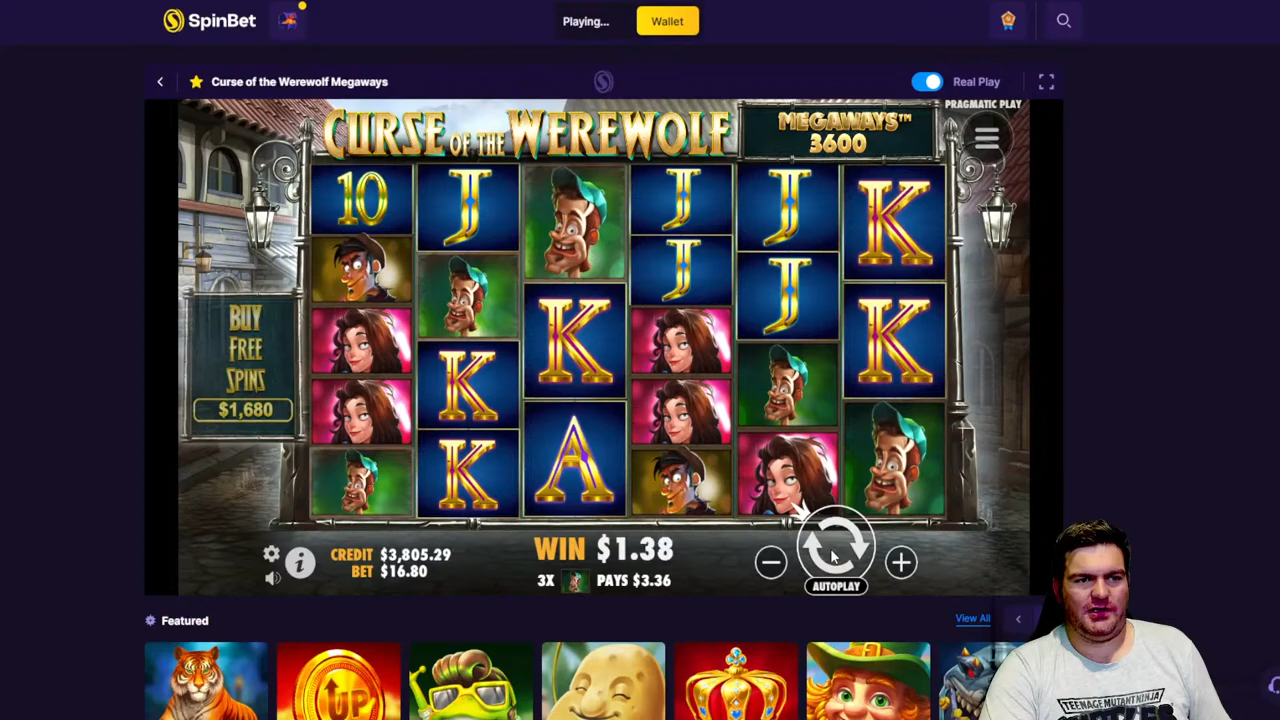 SpinBet
Playing...
Wallet
Curse of the Werewolf Megaways
Real Play
PRAGMATIC PLAY
CURSE OF THE WEREWOLF
MEGAWAYS™
3600
10 J J J K
J J K
K K
K
K A
BUY
FREE
SPINS
$1,680
CREDIT $3,805.29
BET $16.80
WIN $1.38
3X PAYS $3.36
AUTOPLAY
Featured
View All
UP
TEENAGE MUTANT NINJA